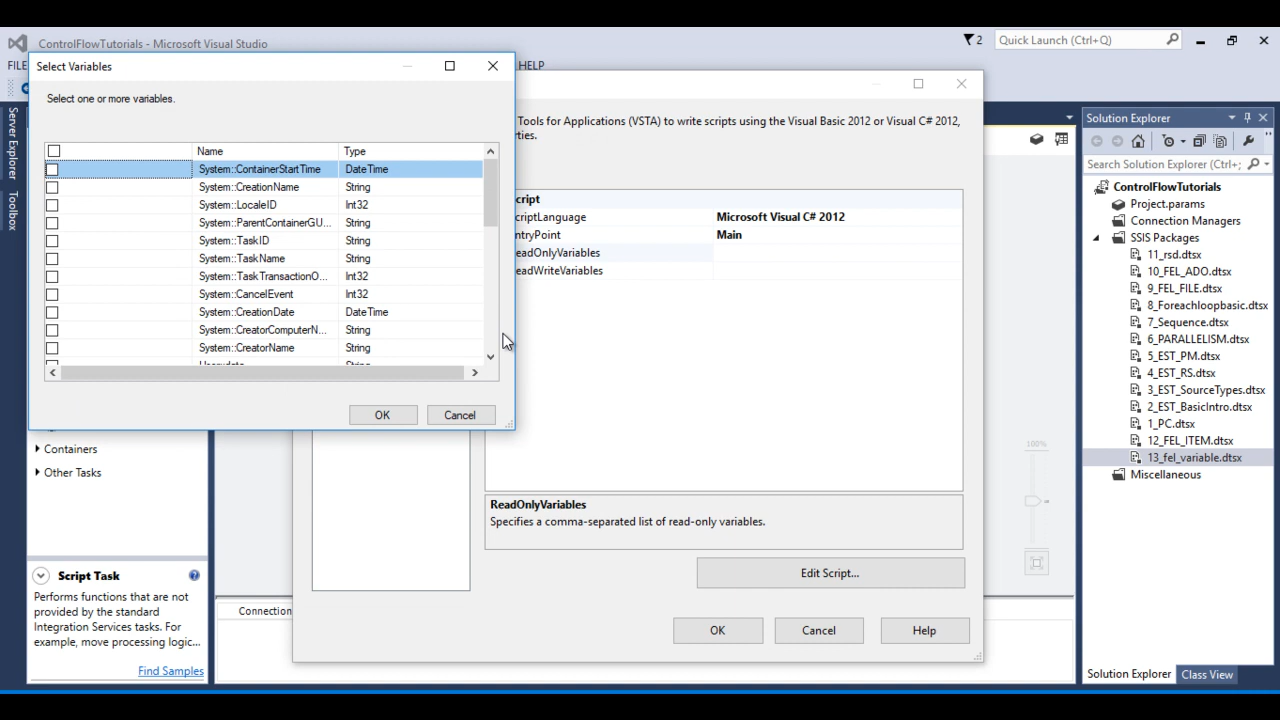 ControlFlowTutorials - Microsoft Visual Studio
2
Quick Launch (Ctrl+Q)
FILE
HELP
Select Variables
Select one or more variables.
Name Type
System::ContainerStartTime DateTime
System::CreationName String
System::LocaleID Int32
System::ParentContainerGU... String
System::TaskID String
System::TaskName String
System::TaskTransactionO... Int32
System::CancelEvent Int32
System::CreationDate DateTime
System::CreatorComputerN... String
System::CreatorName String
OK
Cancel
Tools for Applications (VSTA) to write scripts using the Visual Basic 2012 or Visual C# 2012,
rties.
cript
criptLanguage Microsoft Visual C# 2012
ntryPoint Main
eadOnlyVariables
eadWriteVariables
ReadOnlyVariables
Specifies a comma-separated list of read-only variables.
Edit Script...
OK
Cancel
Help
Server Explorer
Toolbox
Containers
Other Tasks
Script Task
Performs functions that are not
provided by the standard
Integration Services tasks. For
example, move processing logic...
Find Samples
Connection
100%
Solution Explorer
Search Solution Explorer (Ctrl+;
ControlFlowTutorials
Project.params
Connection Managers
SSIS Packages
11_rsd.dtsx
10_FEL_ADO.dtsx
9_FEL_FILE.dtsx
8_Foreachloopbasic.dtsx
7_Sequence.dtsx
6_PARALLELISM.dtsx
5_EST_PM.dtsx
4_EST_RS.dtsx
3_EST_SourceTypes.dtsx
2_EST_BasicIntro.dtsx
1_PC.dtsx
12_FEL_ITEM.dtsx
13_fel_variable.dtsx
Miscellaneous
Solution Explorer
Class View